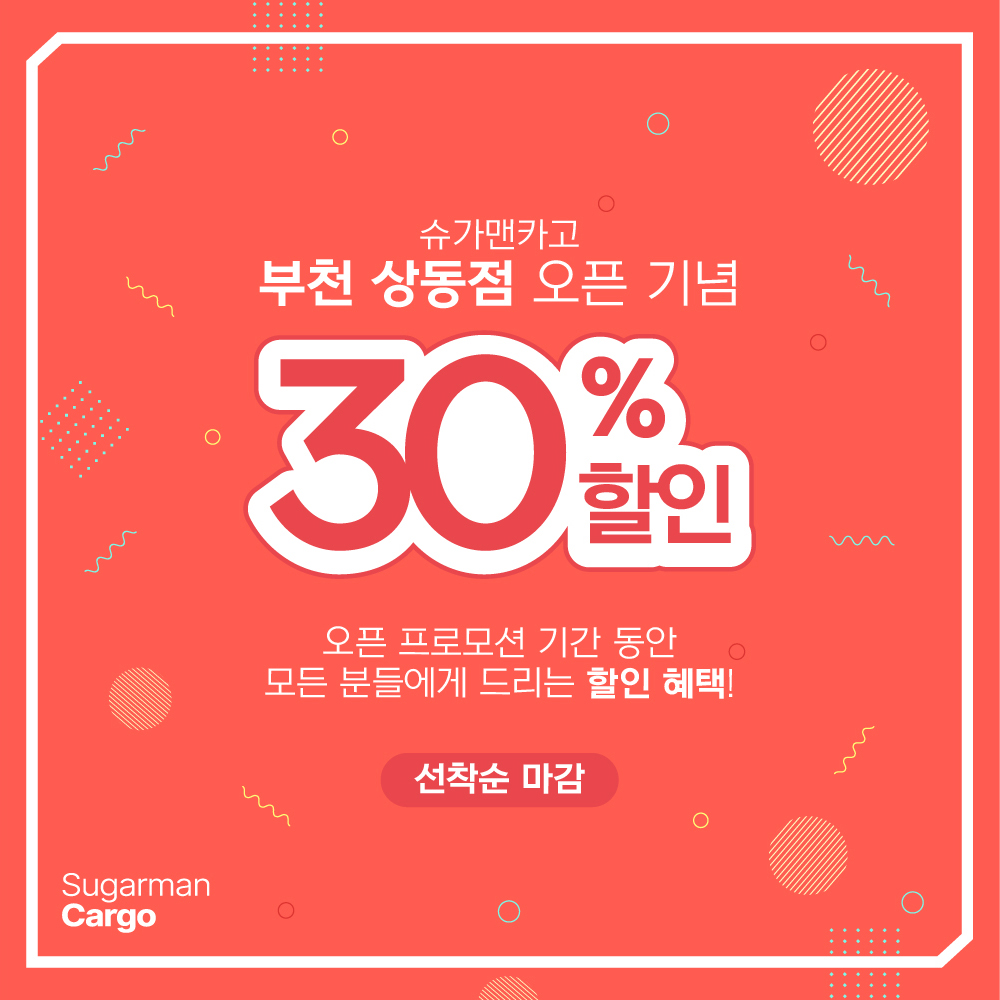 슈가맨카고
부천 상동점 오픈 기념
30%
할인
오픈 프로모션 기간 동안
모든 분들에게 드리는 할인 혜택!
선착순 마감
Sugarman
Cargo